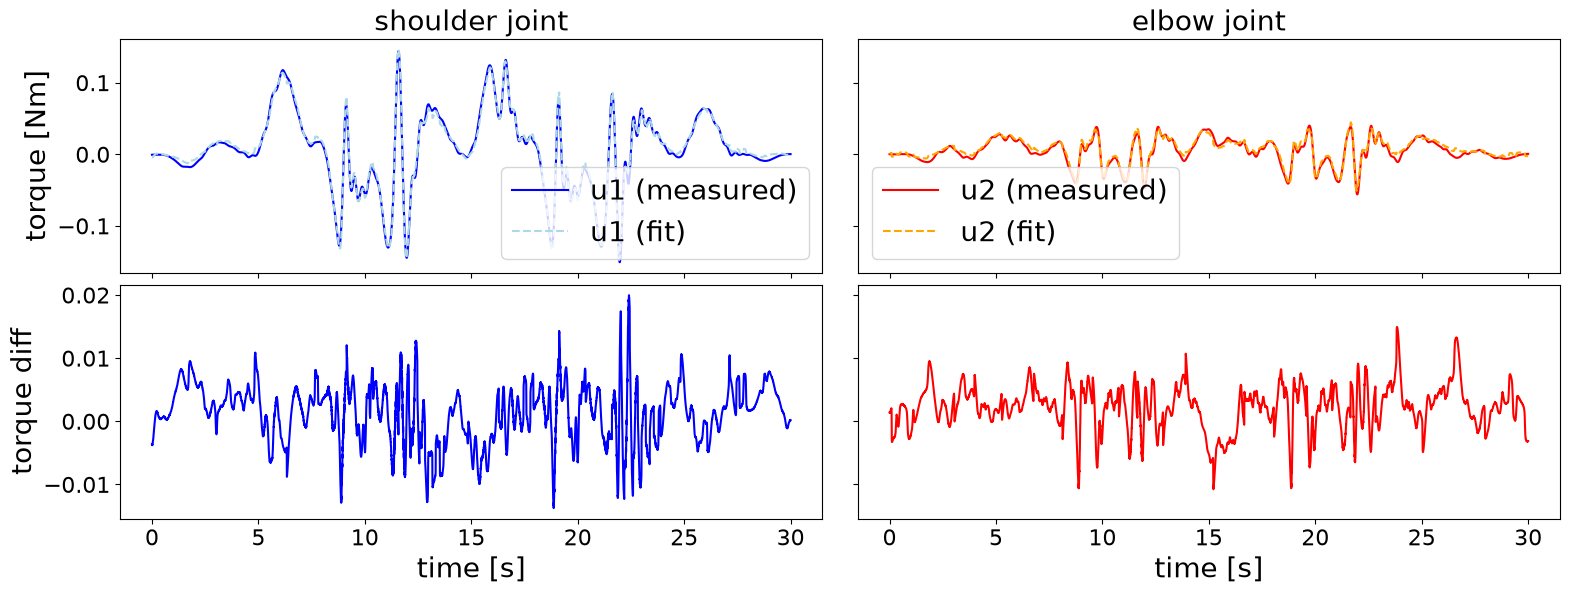 shoulder joint
elbow joint
torque [Nm]
0.1
0.0
−0.1
u1 (measured)
u1 (fit)
u2 (measured)
u2 (fit)
torque diff
0.02
0.01
0.00
−0.01
0 5 10 15 20 25 30
0 5 10 15 20 25 30
time [s]
time [s]